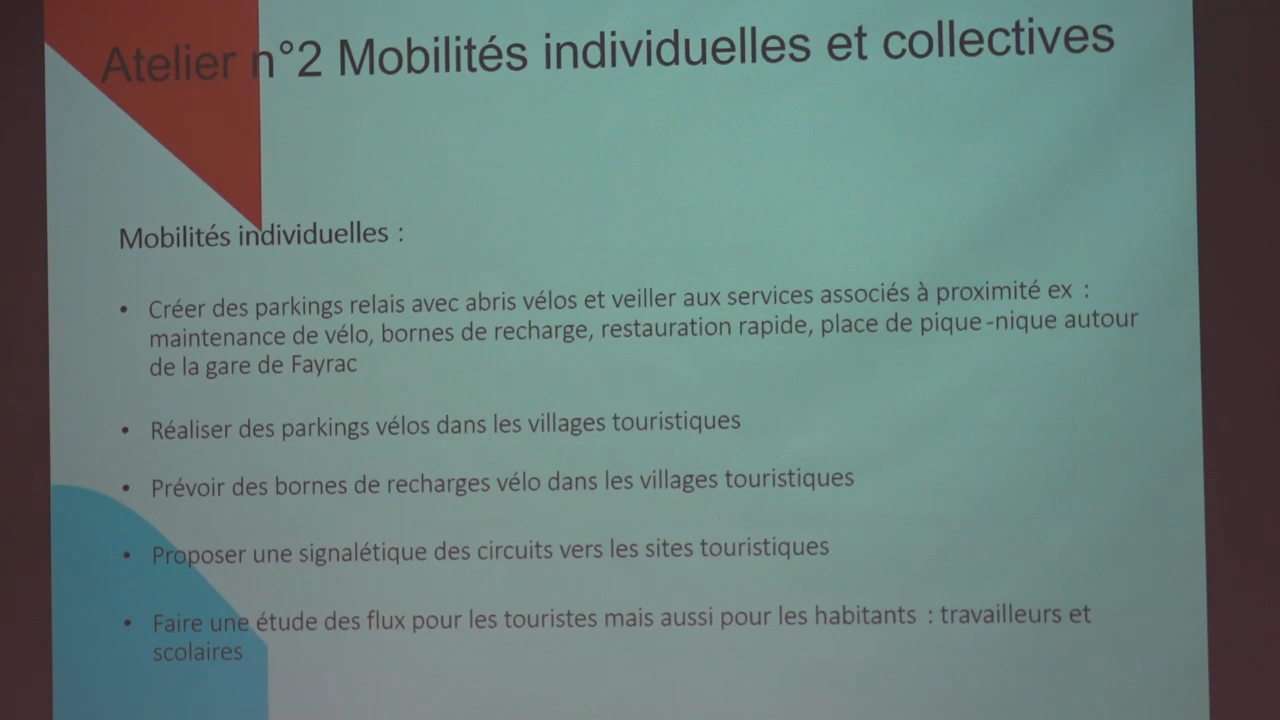 Atelier n°2 Mobilités individuelles et collectives
Mobilités individuelles :
• Créer des parkings relais avec abris vélos et veiller aux services associés à proximité ex :
maintenance de vélo, bornes de recharge, restauration rapide, place de pique-nique autour
de la gare de Fayrac
• Réaliser des parkings vélos dans les villages touristiques
• Prévoir des bornes de recharges vélo dans les villages touristiques
• Proposer une signalétique des circuits vers les sites touristiques
• Faire une étude des flux pour les touristes mais aussi pour les habitants : travailleurs et
scolaires